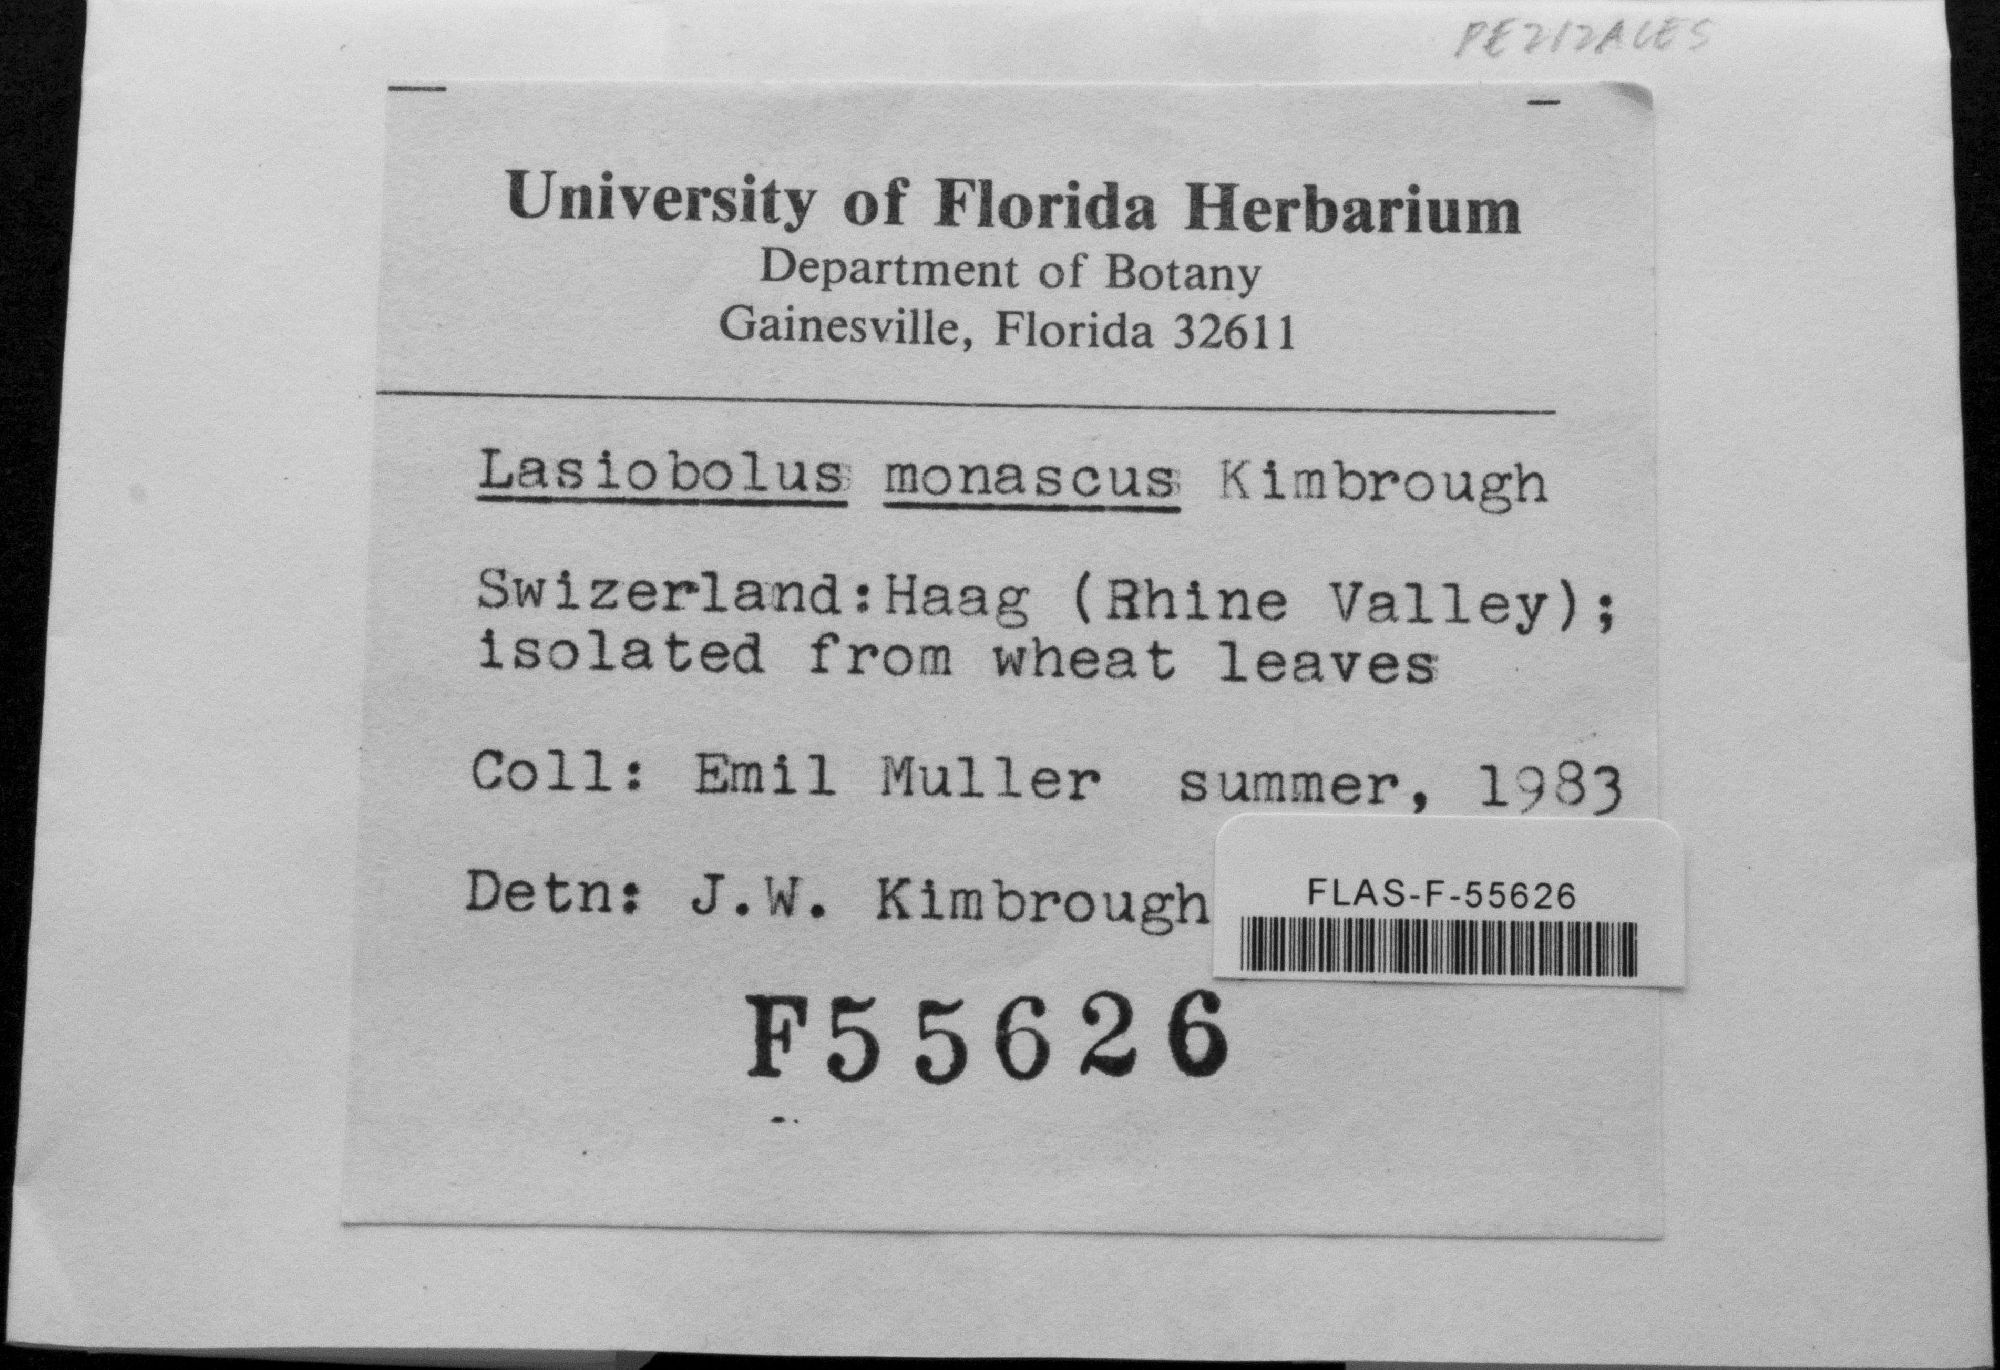 PEZIZALES
University of Florida Herbarium
Department of Botany
Gainesville, Florida 32611
Lasiobolus monascus Kimbrough
Swizerland:Haag (Rhine Valley);
isolated from wheat leaves
Coll: Emil Muller summer, 1983
Detn: J.W. Kimbrough
FLAS-F-55626
F55626